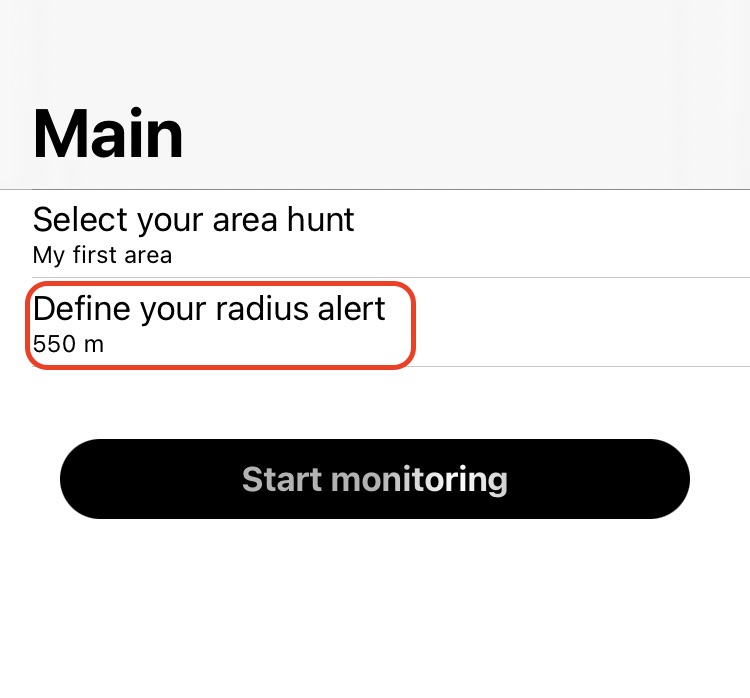 Main
Select your area hunt
My first area
Define your radius alert
550 m
Start monitoring